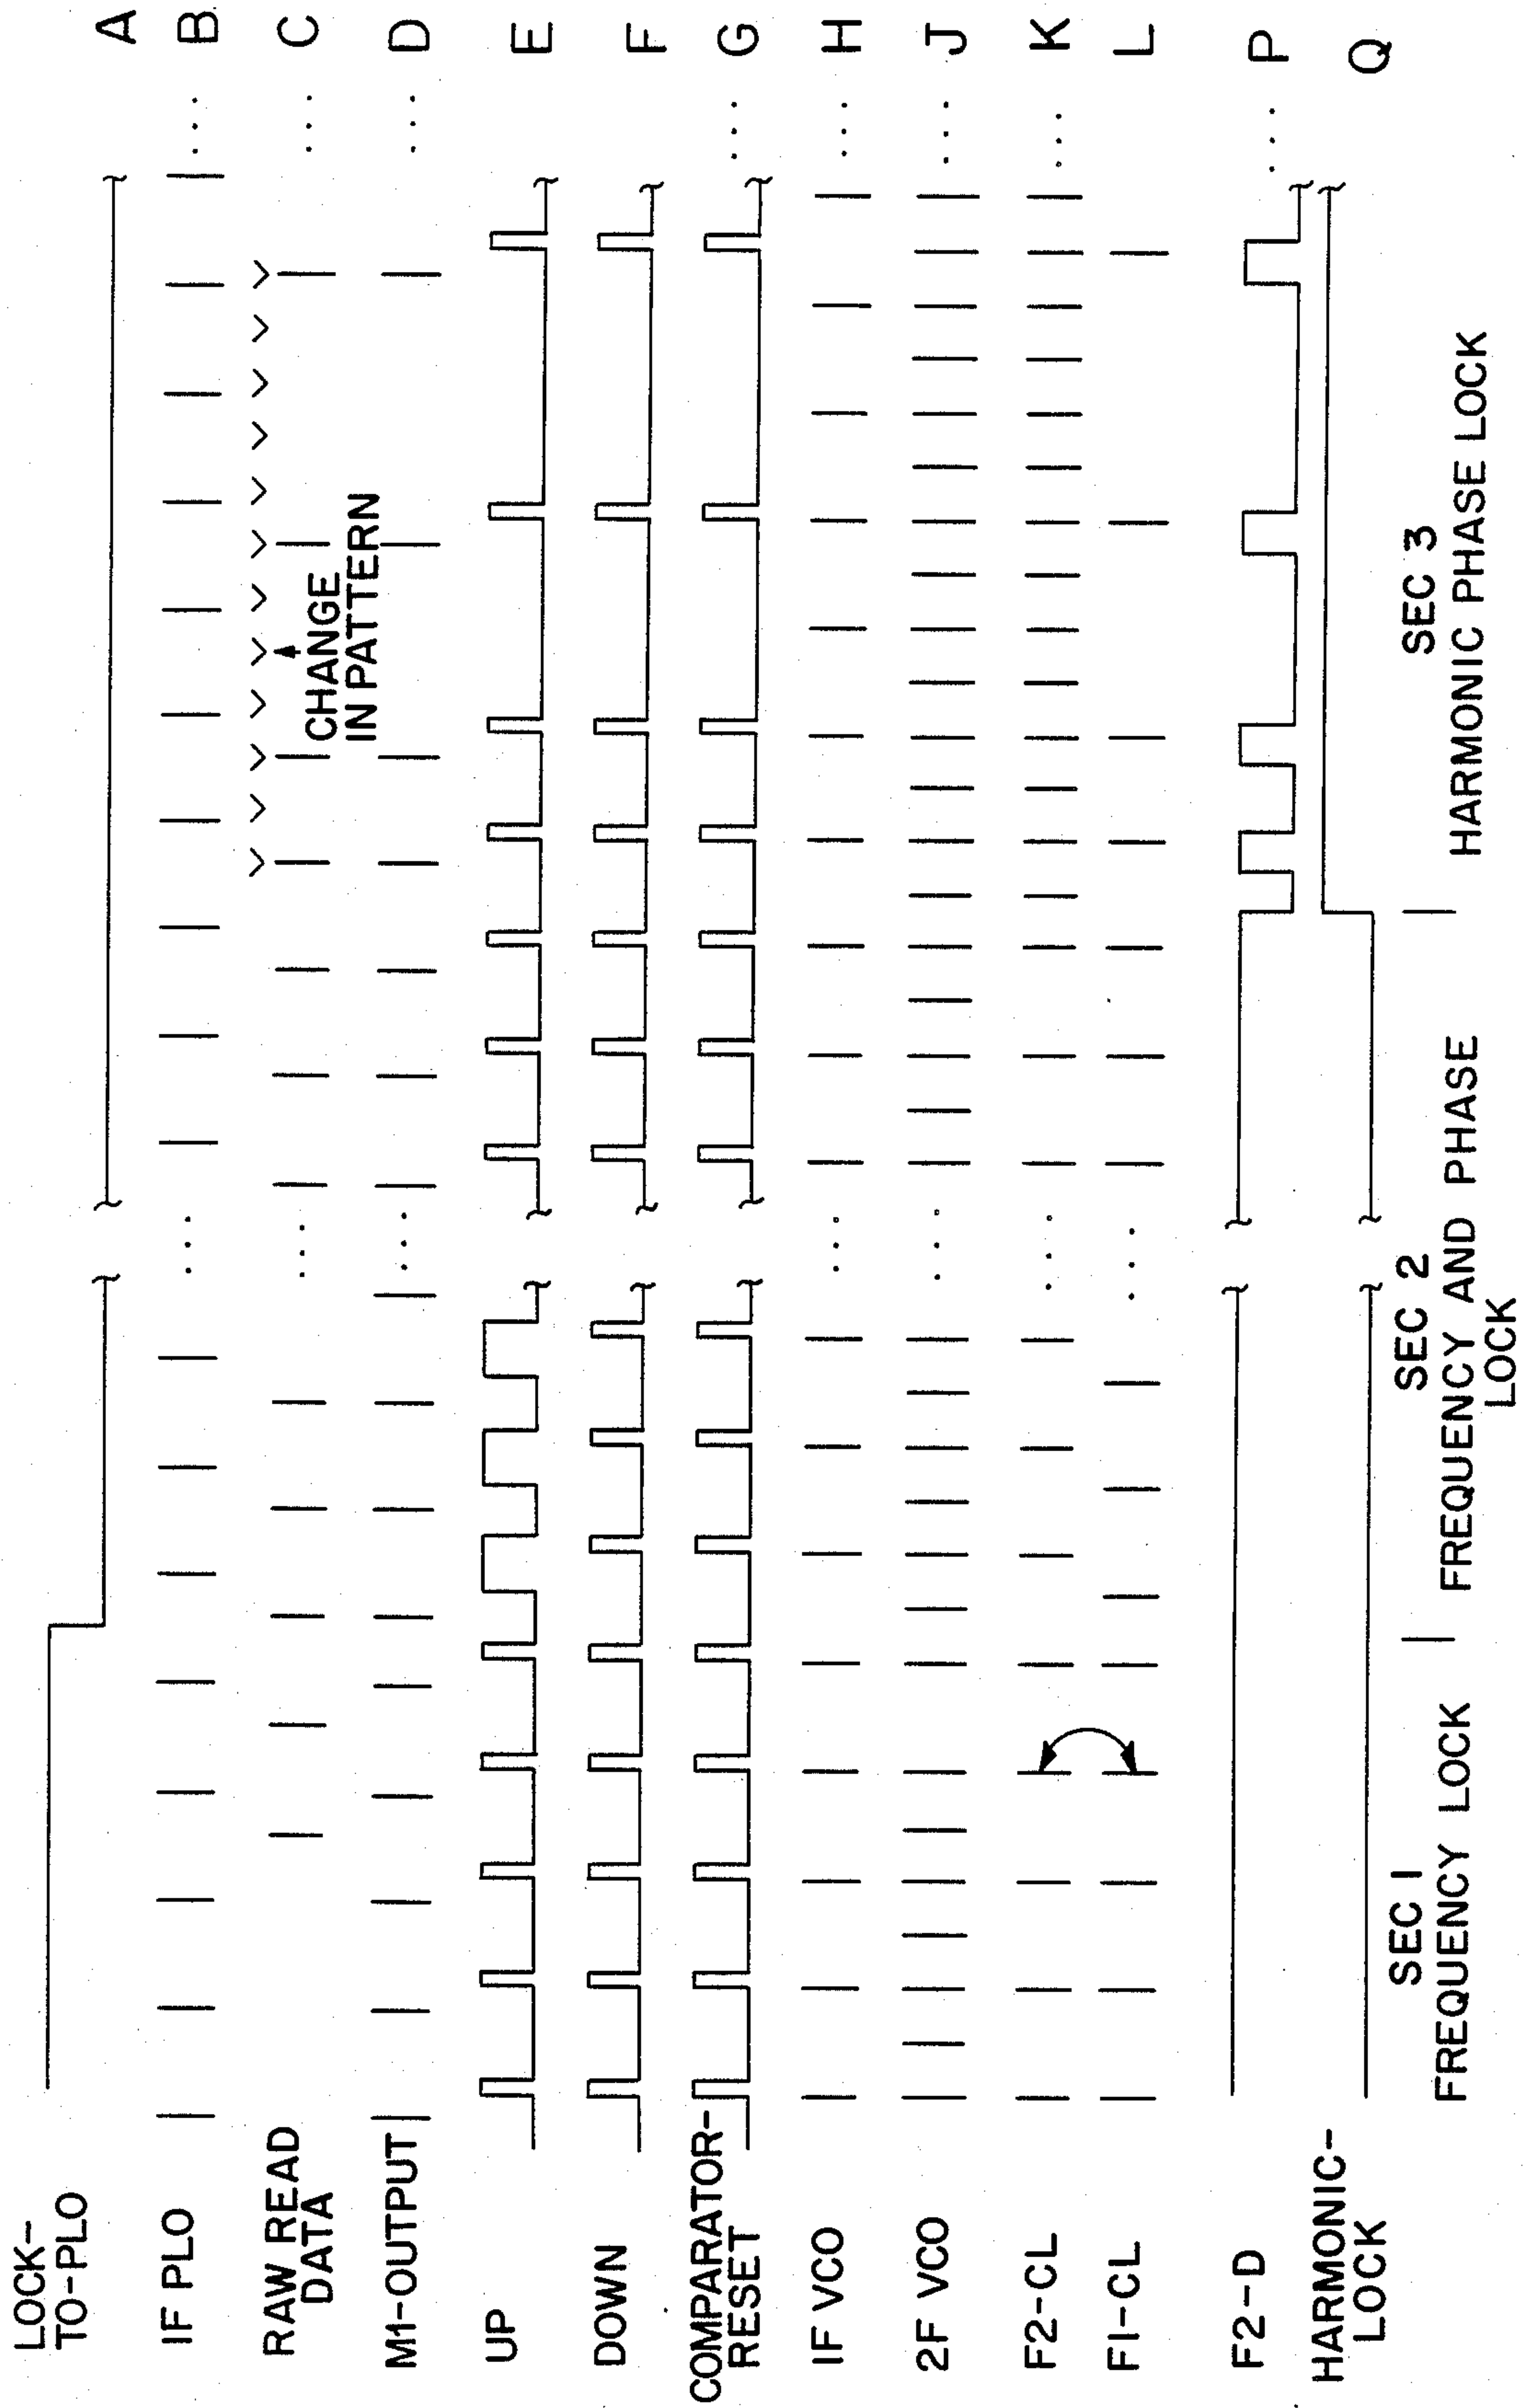 LOCK-
TO-PLO
A
IF PLO
. . . .
. . .
B
RAW READ
DATA
. . . .
. . .
C
CHANGE
IN PATTERN
M1-OUTPUT
. . . .
. . .
D
UP
E
DOWN
F
COMPARATOR-
RESET
. . .
G
IF VCO
. . . .
. . . .
H
2F VCO
. . . .
. . .
J
F2-CL
. . . .
. . . .
K
F1-CL
. . . .
L
F2-D
. . . .
P
HARMONIC-
LOCK
Q
SEC 1
FREQUENCY LOCK
SEC 2
FREQUENCY AND PHASE
LOCK
SEC 3
HARMONIC PHASE LOCK